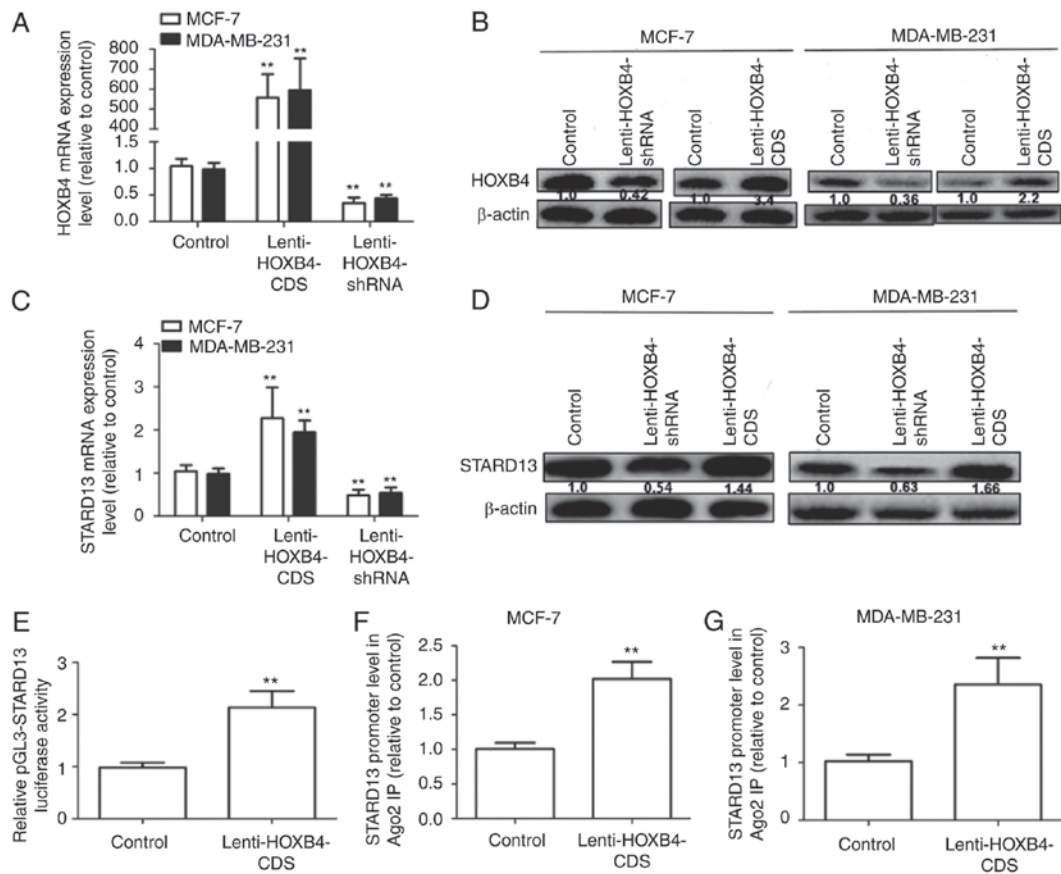 A
MCF-7
MDA-MB-231
HOXB4 mRNA expression
level (relative to control)
800
700
600
500
400
300
200
100
1.5
1.0
0.5
0.0
**
**
**
**
Control
Lenti-
HOXB4-
CDS
Lenti-
HOXB4-
shRNA
B
MCF-7
MDA-MB-231
Control
Lenti-HOXB4-
shRNA
Control
Lenti-HOXB4-
CDS
Control
Lenti-HOXB4-
shRNA
Control
Lenti-HOXB4-
CDS
HOXB4
1.0 0.42 1.0 3.4 1.0 0.36 1.0 2.2
β-actin
C
MCF-7
MDA-MB-231
STARD13 mRNA expression
level (relative to control)
4
3
2
1
0
**
**
**
**
Control
Lenti-
HOXB4-
CDS
Lenti-
HOXB4-
shRNA
D
MCF-7
MDA-MB-231
Control
Lenti-HOXB4-
shRNA
Lenti-HOXB4-
CDS
Control
Lenti-HOXB4-
shRNA
Lenti-HOXB4-
CDS
STARD13
1.0 0.54 1.44 1.0 0.63 1.66
β-actin
E
Relative pGL3-STARD13
luciferase activity
3
2
1
0
**
Control
Lenti-HOXB4-
CDS
F
MCF-7
STARD13 promoter level in
Ago2 IP (relative to control)
2.5
2.0
1.5
1.0
0.5
0.0
**
Control
Lenti-HOXB4-
CDS
G
MDA-MB-231
STARD13 promoter level in
Ago2 IP (relative to control)
3
2
1
0
**
Control
Lenti-HOXB4-
CDS